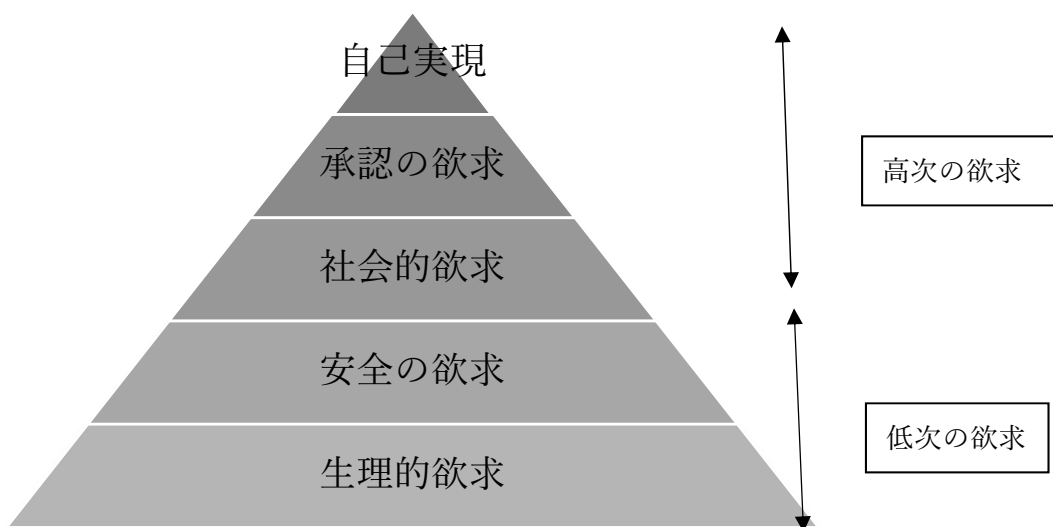 自己実現
承認の欲求
社会的欲求
安全の欲求
生理的欲求
高次の欲求
低次の欲求